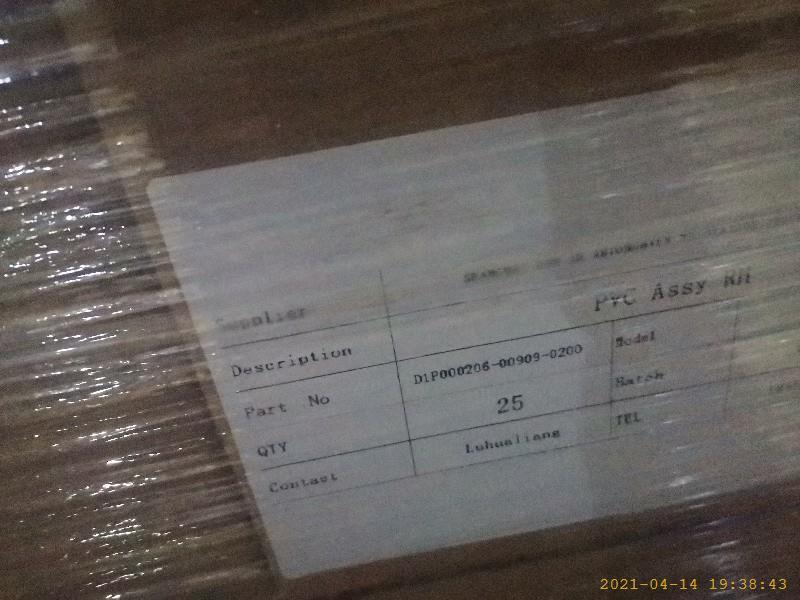 Supplier
Description PVC Assy RH
Part No D1P000206-00909-0200 Model
QTY 25 Batch
Contact Luhualiang TEL
2021-04-14 19:38:43